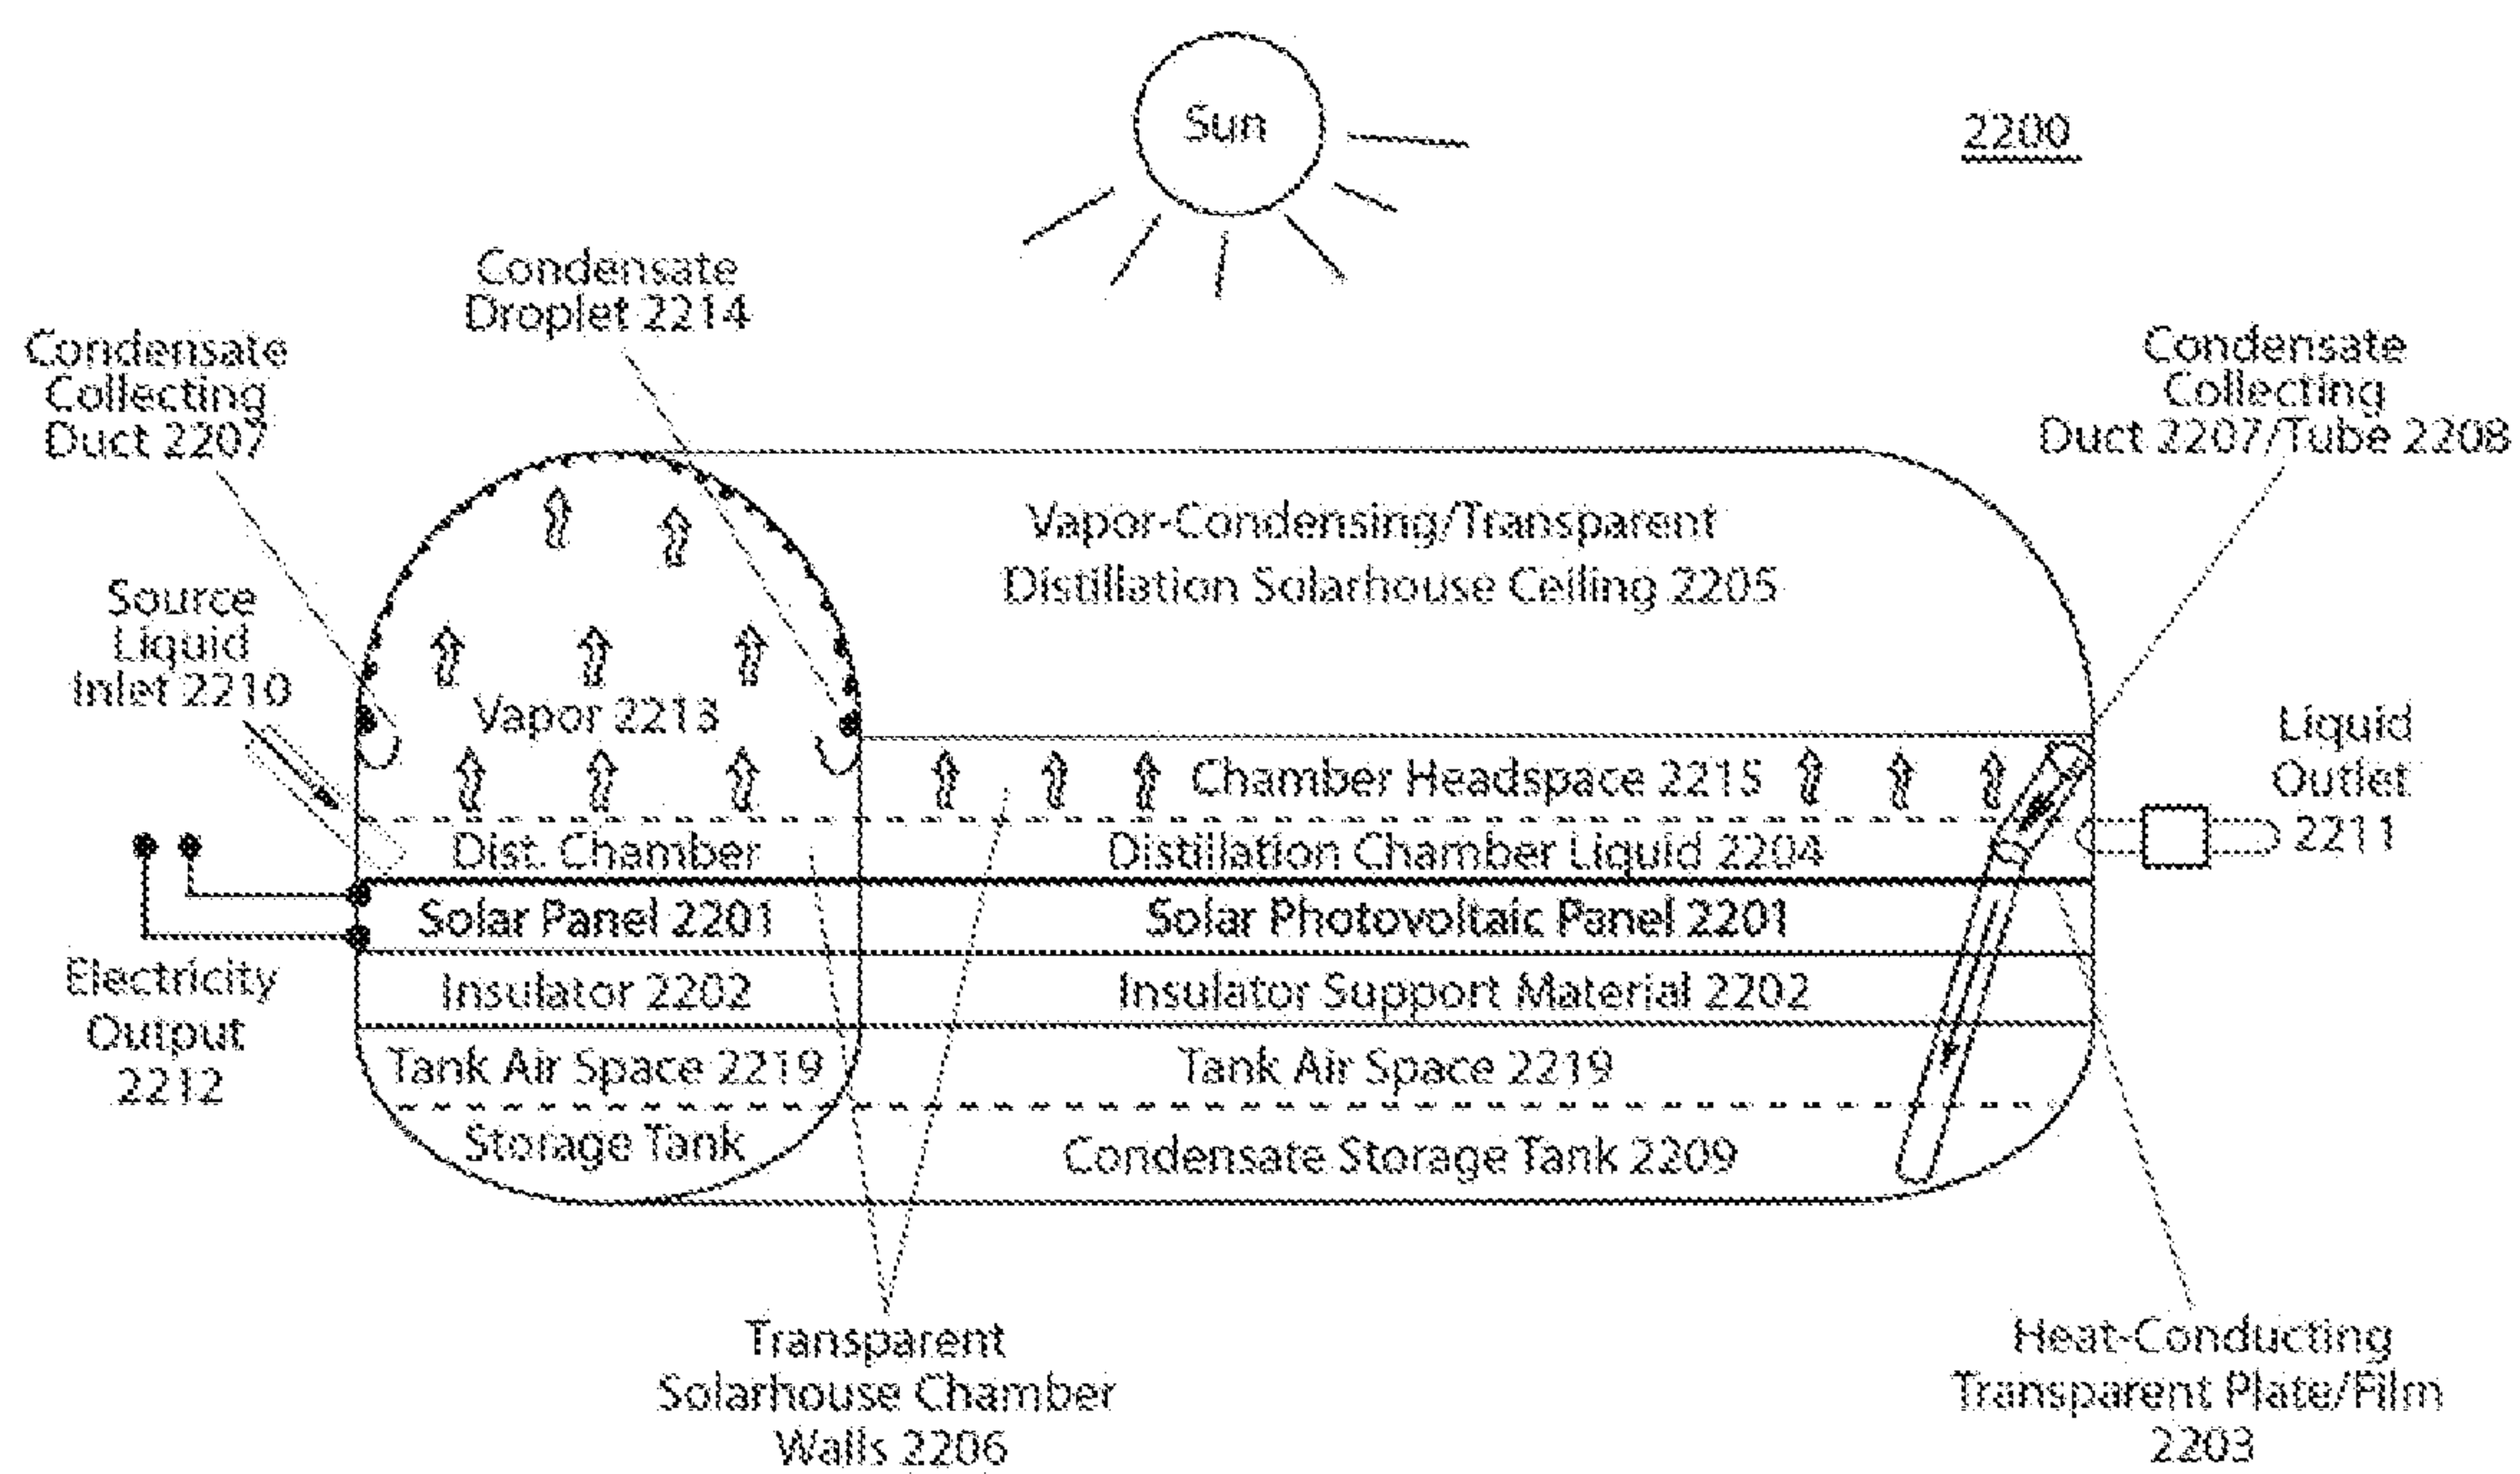 Sun
2200
Condensate
Droplet 2214
Condensate
Collecting
Duct 2207
Condensate
Collecting
Duct 2207/Tube 2208
Vapor-Condensing/Transparent
Distillation Solarhouse Ceiling 2205
Source
Liquid
Inlet 2210
Vapor 2213
Liquid
Outlet
2211
Chamber Headspace 2215
Dist. Chamber
Distillation Chamber Liquid 2204
Solar Panel 2201
Solar Photovoltaic Panel 2201
Electricity
Output
2212
Insulator 2202
Insulator Support Material 2202
Tank Air Space 2219
Tank Air Space 2219
Storage Tank
Condensate Storage Tank 2209
Transparent
Solarhouse Chamber
Walls 2206
Heat-Conducting
Transparent Plate/Film
2203